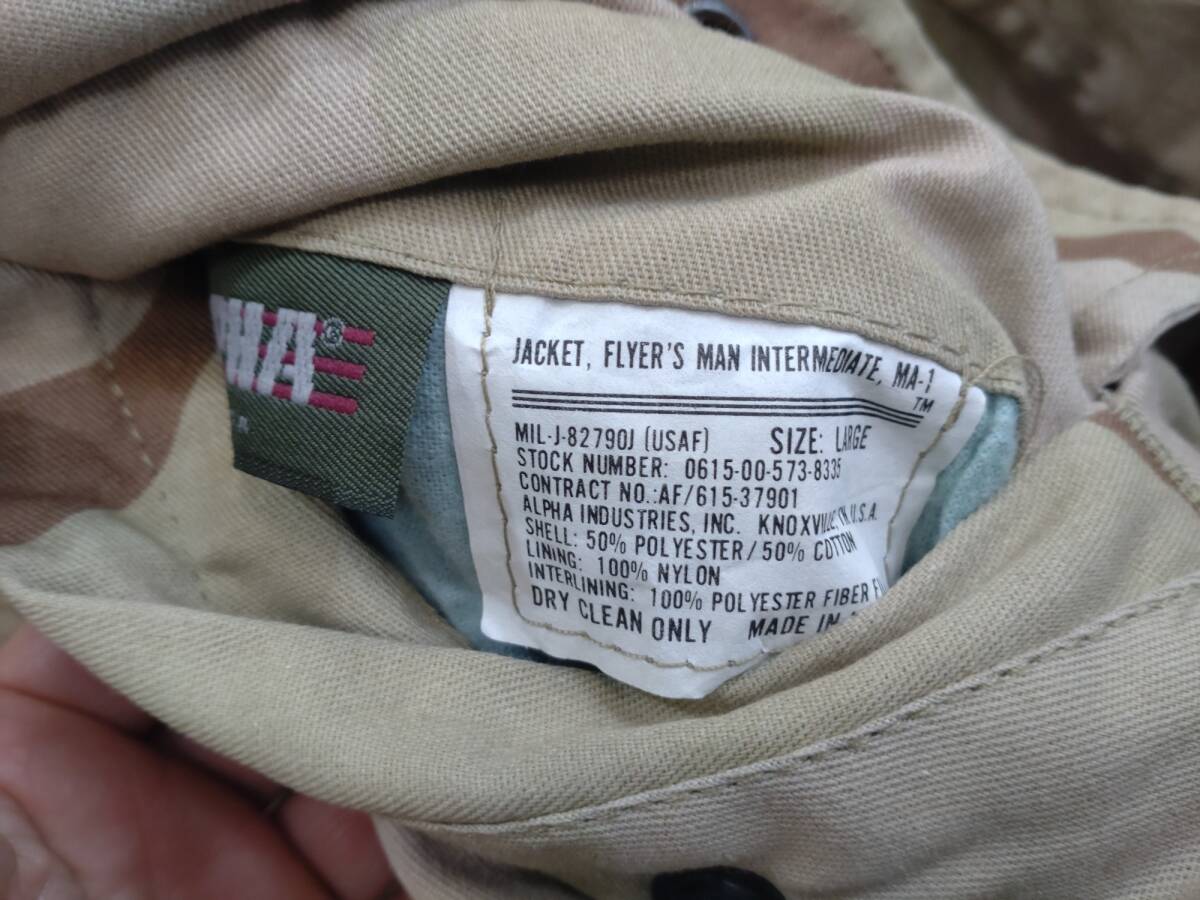 JACKET, FLYER'S MAN INTERMEDIATE, MA-1
TM
MIL-J-82790J (USAF) SIZE: LARGE
STOCK NUMBER: 0615-00-573-8335
CONTRACT NO.:AF/615-37901
ALPHA INDUSTRIES, INC. KNOXVILLE, TN. U.S.A.
SHELL: 50% POLYESTER/50% COTTON
LINING: 100% NYLON
INTERLINING: 100% POLYESTER FIBER
DRY CLEAN ONLY MADE IN